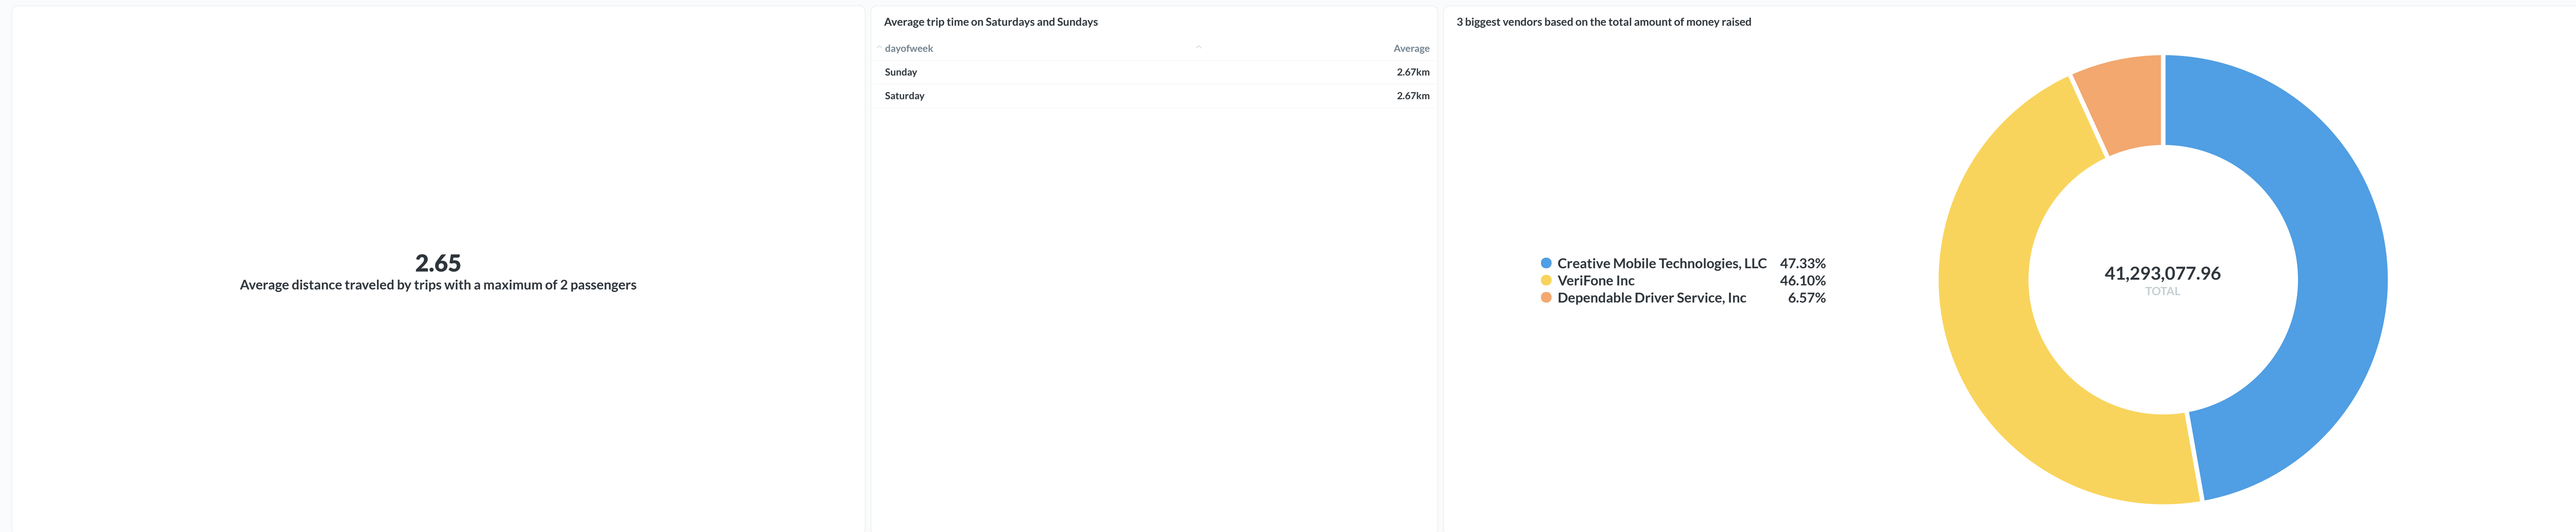 2.65
Average distance traveled by trips with a maximum of 2 passengers
Average trip time on Saturdays and Sundays
dayofweek Average
Sunday 2.67km
Saturday 2.67km
3 biggest vendors based on the total amount of money raised
Creative Mobile Technologies, LLC 47.33%
VeriFone Inc 46.10%
Dependable Driver Service, Inc 6.57%
41,293,077.96
TOTAL